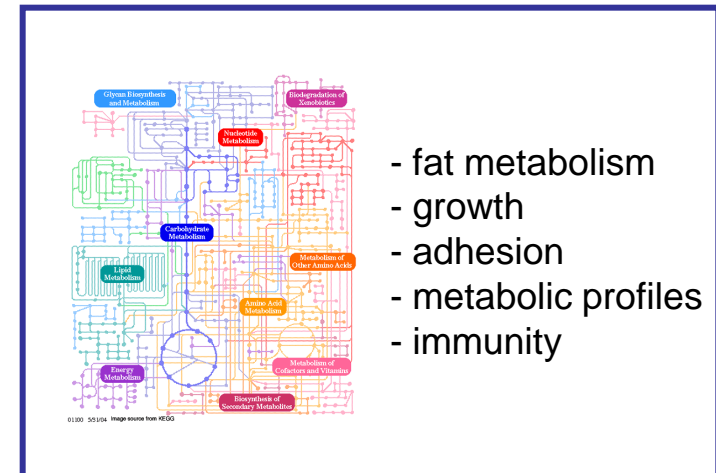 Glycan Biosynthesis
and Metabolism
Biodegradation of
Xenobiotics
Nucleotide
Metabolism
Carbohydrate
Metabolism
Lipid
Metabolism
Metabolism of
Other Amino Acids
Amino Acid
Metabolism
Energy
Metabolism
Metabolism of
Cofactors and Vitamins
Biosynthesis of
Secondary Metabolites
01100 5/31/04 Image source from KEGG
- fat metabolism
- growth
- adhesion
- metabolic profiles
- immunity